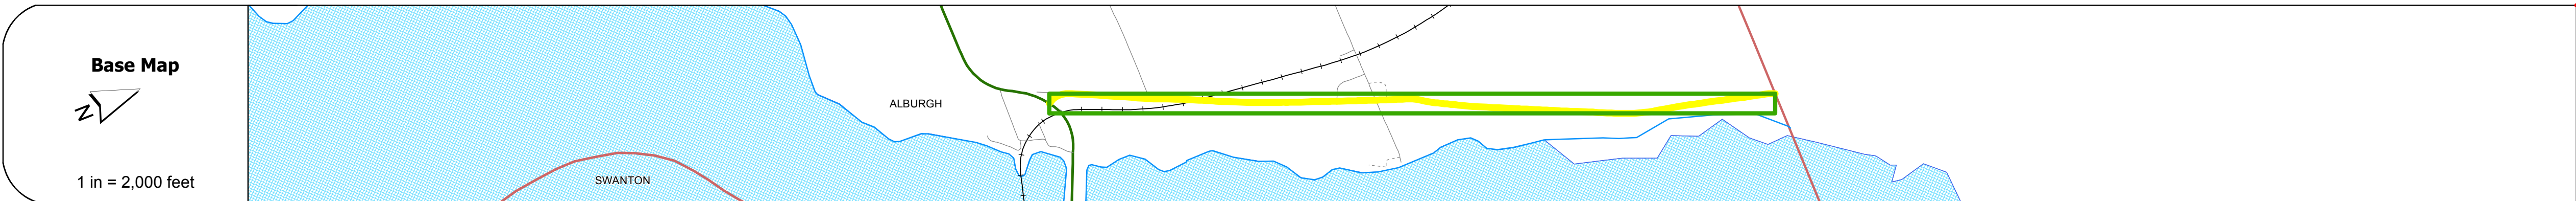 Base Map
N
1 in = 2,000 feet
ALBURGH
SWANTON